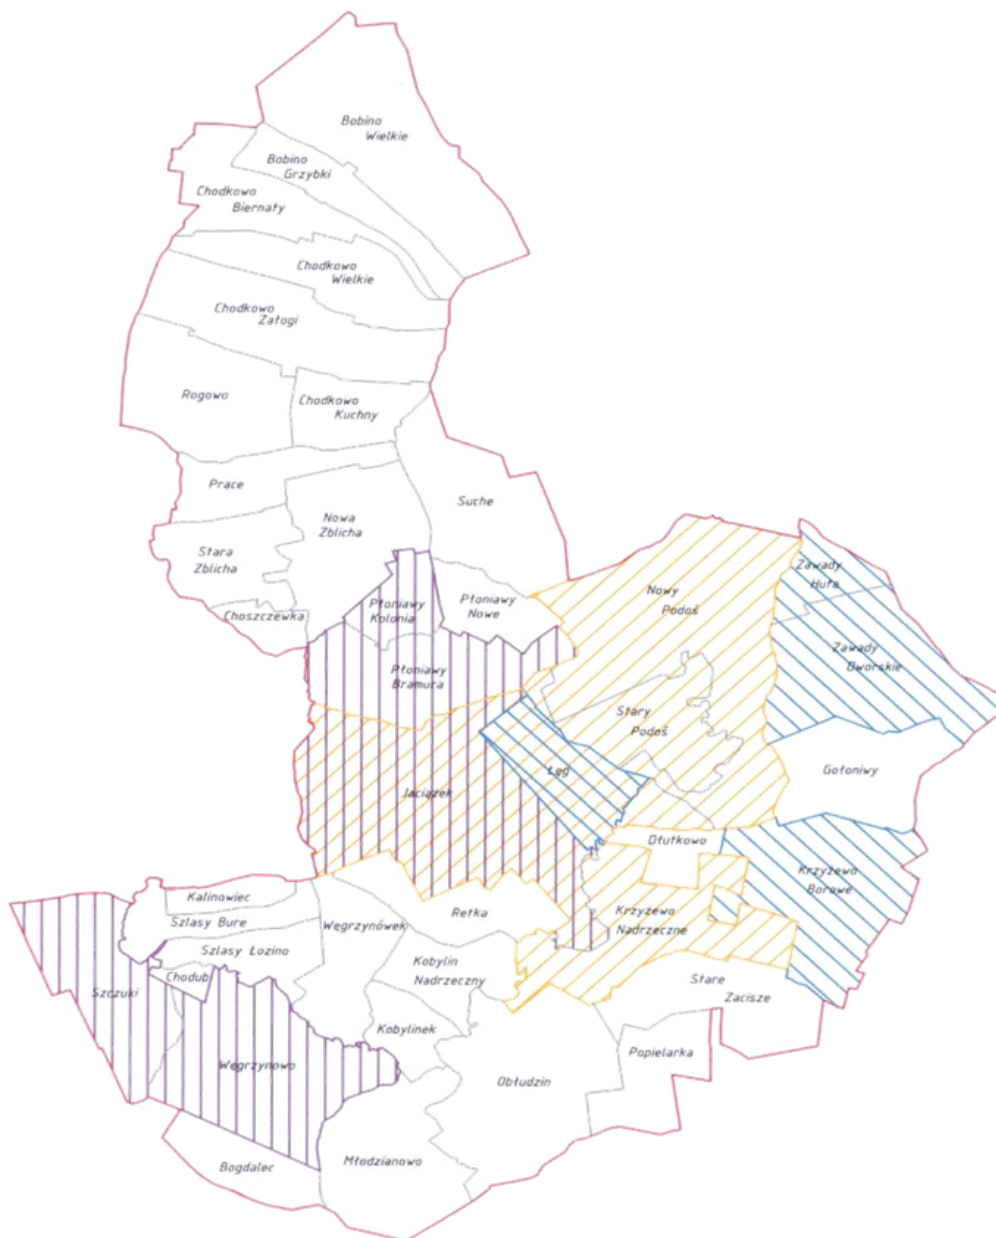 Bobino
Wielkie
Bobino
Grzybki
Chodkowo
Biernaty
Chodkowo
Wielkie
Chodkowo
Załogi
Rogowo
Chodkowo
Kuchny
Prace
Suche
Nowa
Zblicha
Stara
Zblicha
Choszczewka
Płoniawy
Kolonia
Płoniawy
Nowe
Nowy
Podoś
Zawady
Huta
Zawady
Dworskie
Płoniawy
Bramura
Stary
Podoś
Łęg
Gołoniwy
Jaciążek
Dłutkowo
Krzyżewo
Borowe
Kalinowiec
Szlasy Bure
Węgrzynówek
Retka
Krzyżewo
Nadrzeczne
Szlasy Łozino
Kobylin
Nadrzeczny
Chodub
Stare
Zacisze
Szczuki
Kobylinek
Popielarka
Węgrzynowo
Obłudzin
Bogdalec
Młodzianowo